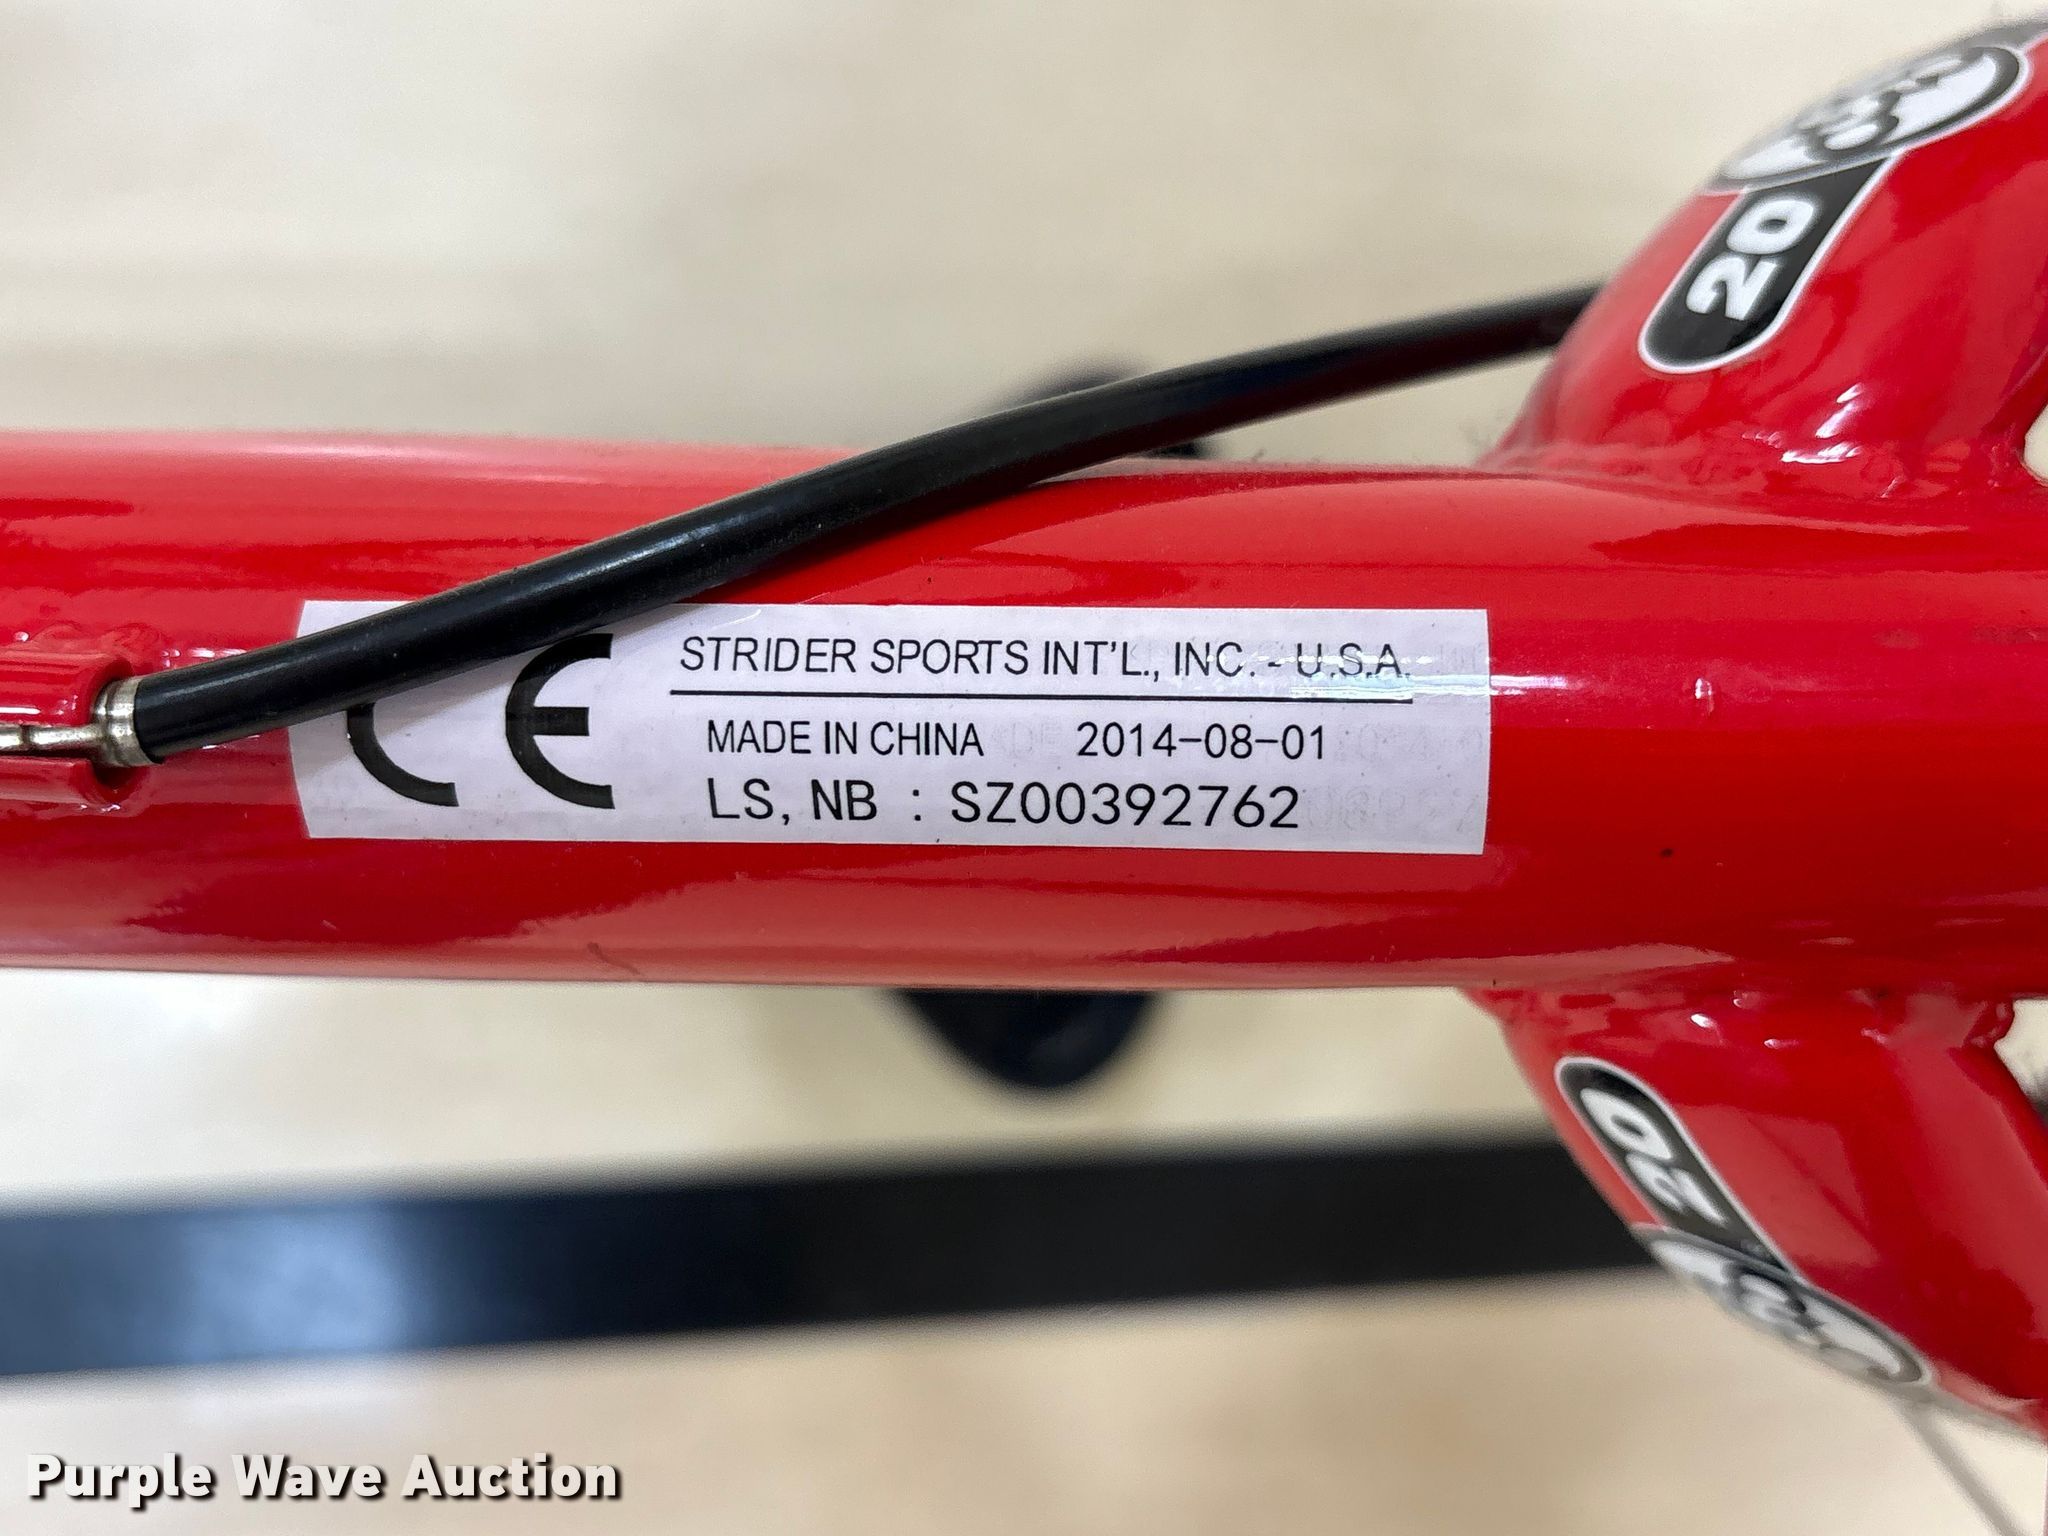 20
CE
STRIDER SPORTS INT'L., INC. - U.S.A.
MADE IN CHINA 2014-08-01
LS, NB : SZ00392762
20
Purple Wave Auction